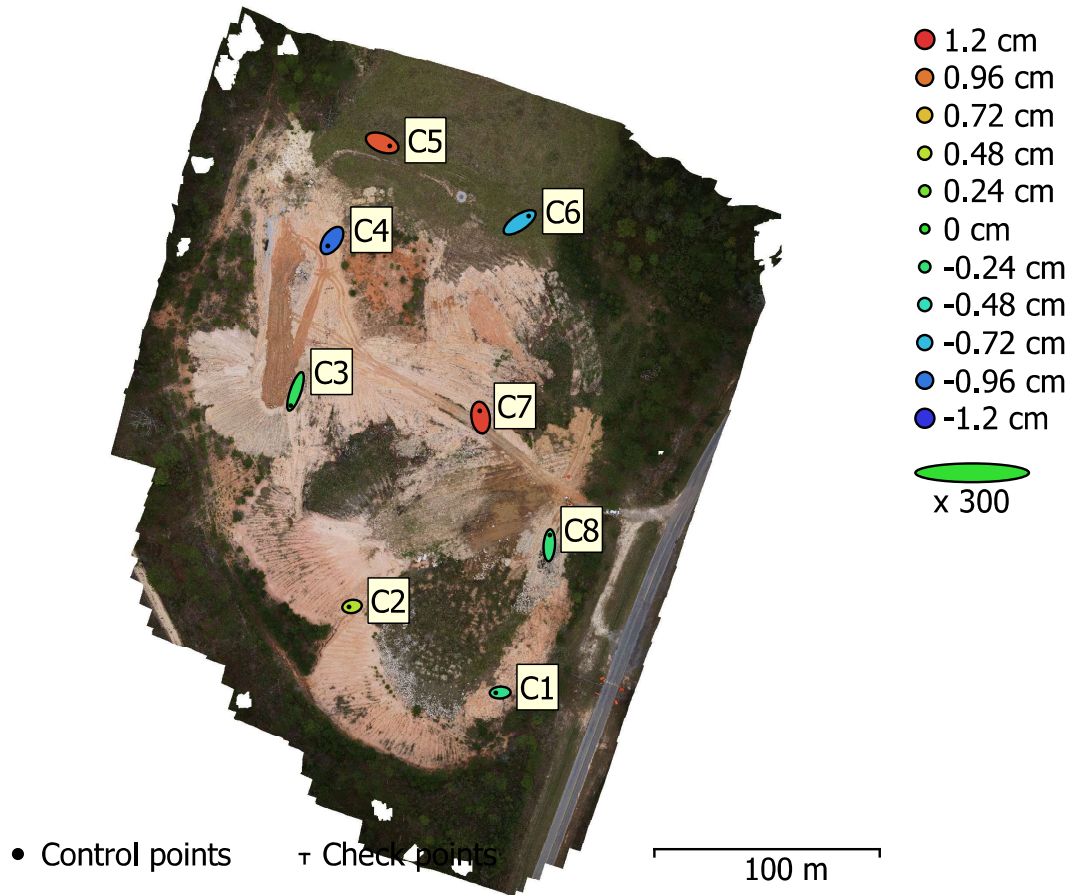 C5
C6
C4
C3
C7
C8
C2
C1
1.2 cm
0.96 cm
0.72 cm
0.48 cm
0.24 cm
0 cm
-0.24 cm
-0.48 cm
-0.72 cm
-0.96 cm
-1.2 cm
x 300
Control points
Check points
100 m